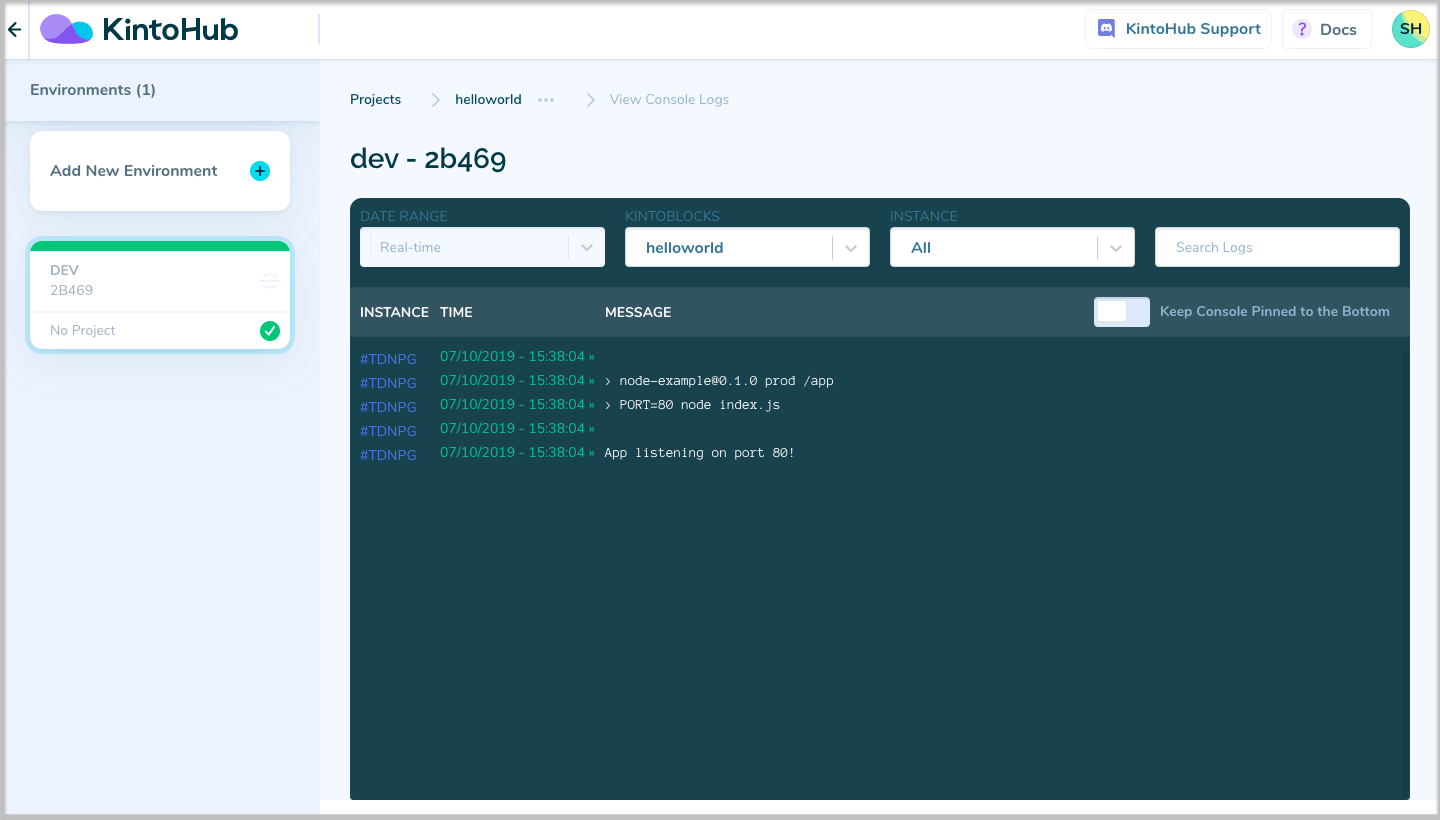 KintoHub
KintoHub Support
? Docs
SH
Environments (1)
Add New Environment
DEV
2B469
No Project
Projects
helloworld
View Console Logs
dev - 2b469
DATE RANGE
KINTOBLOCKS
INSTANCE
Real-time
helloworld
All
Search Logs
INSTANCE TIME MESSAGE
Keep Console Pinned to the Bottom
#TDNPG 07/10/2019 - 15:38:04 »
#TDNPG 07/10/2019 - 15:38:04 » > node-example@0.1.0 prod /app
#TDNPG 07/10/2019 - 15:38:04 » > PORT=80 node index.js
#TDNPG 07/10/2019 - 15:38:04 »
#TDNPG 07/10/2019 - 15:38:04 » App listening on port 80!